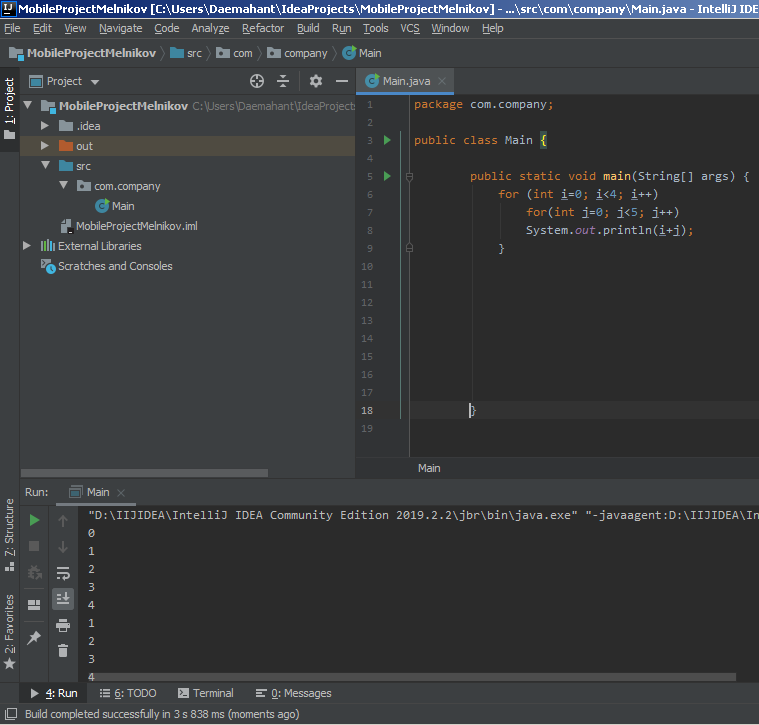 MobileProjectMelnikov [C:\Users\Daemahant\IdeaProjects\MobileProjectMelnikov] - ...\src\com\company\Main.java - IntelliJ IDE
File Edit View Navigate Code Analyze Refactor Build Run Tools VCS Window Help
MobileProjectMelnikov src com company Main
1: Project
Project
MobileProjectMelnikov C:\Users\Daemahant\IdeaProjects
.idea
out
src
com.company
Main
MobileProjectMelnikov.iml
External Libraries
Scratches and Consoles
Main.java
1 package com.company;
2
3 public class Main {
4
5 public static void main(String[] args) {
6 for (int i=0; i<4; i++)
7 for(int j=0; j<5; j++)
8 System.out.println(i+j);
9 }
10
11
12
13
14
15
16
17
18 }
19
Main
Run: Main
7: Structure
2: Favorites
"D:\IIJIDEA\IntelliJ IDEA Community Edition 2019.2.2\jbr\bin\java.exe" "-javaagent:D:\IIJIDEA\In
0
1
2
3
4
1
2
3
4
4: Run 6: TODO Terminal 0: Messages
Build completed successfully in 3 s 838 ms (moments ago)